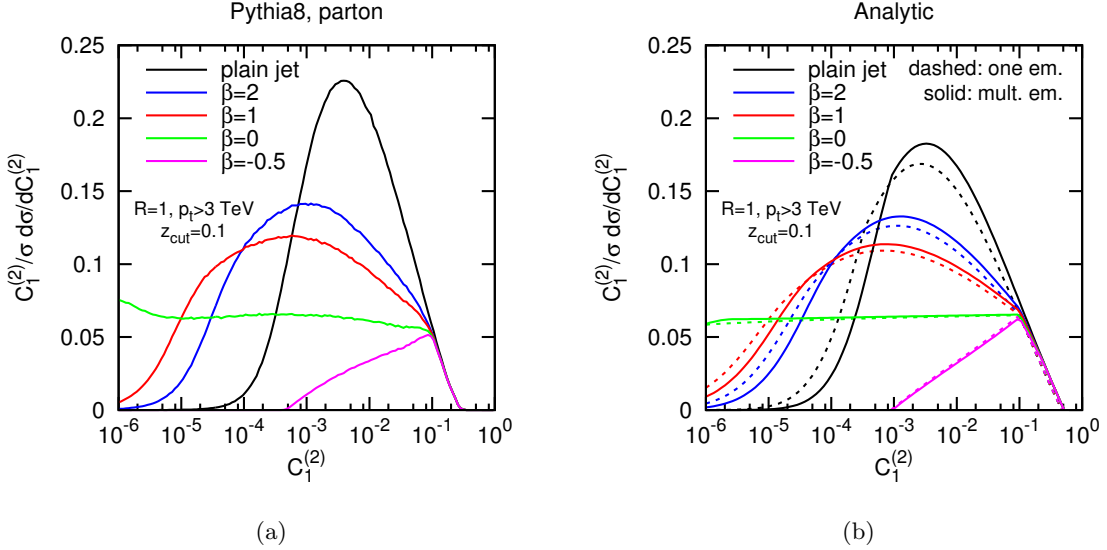 Pythia8, parton
C₁⁽²⁾/σ dσ/dC₁⁽²⁾
0.25
0.2
0.15
0.1
0.05
0
plain jet
β=2
β=1
β=0
β=-0.5
R=1, pₜ>3 TeV
z_cut=0.1
10⁻⁶ 10⁻⁵ 10⁻⁴ 10⁻³ 10⁻² 10⁻¹ 10⁰
C₁⁽²⁾
(a)
Analytic
C₁⁽²⁾/σ dσ/dC₁⁽²⁾
0.25
0.2
0.15
0.1
0.05
0
plain jet
β=2
β=1
β=0
β=-0.5
dashed: one em.
solid: mult. em.
R=1, pₜ>3 TeV
z_cut=0.1
10⁻⁶ 10⁻⁵ 10⁻⁴ 10⁻³ 10⁻² 10⁻¹ 10⁰
C₁⁽²⁾
(b)